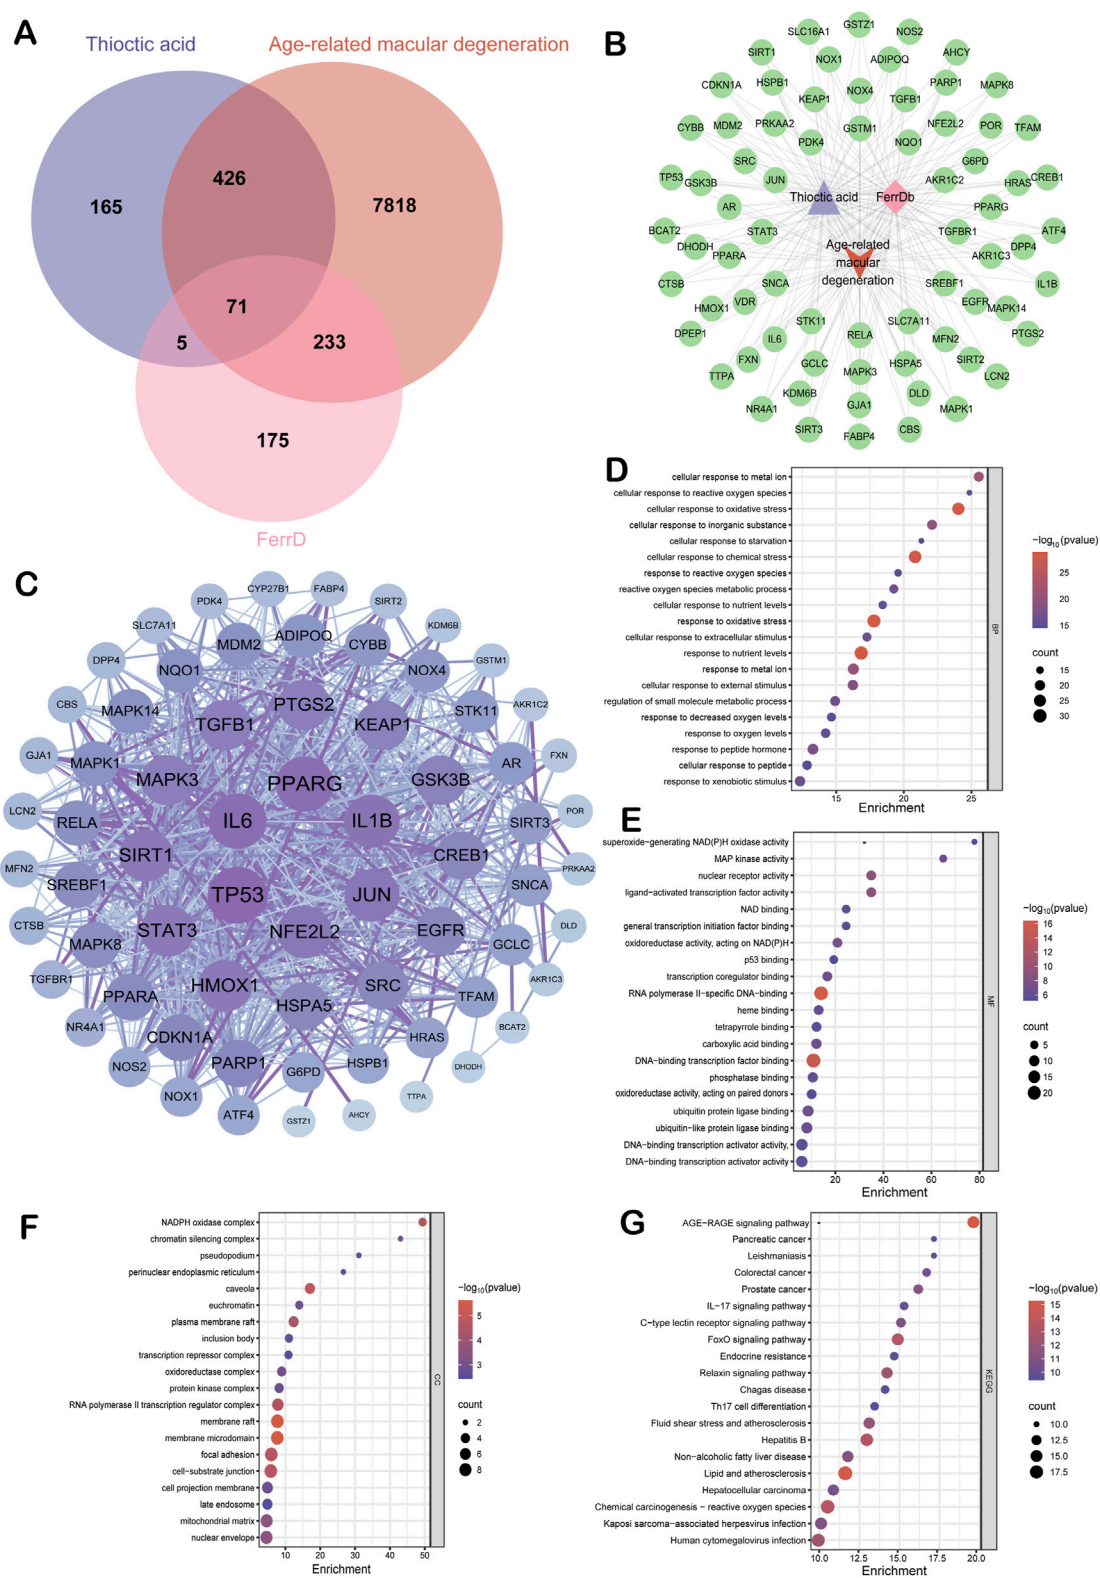 A
Thioctic acid
Age-related macular degeneration
165
426
7818
71
5
233
175
FerrD
B
GSTZ1
SLC16A1
NOS2
SIRT1
NOX1
ADIPOQ
AHCY
CDKN1A
HSPB1
KEAP1
NOX4
TGFB1
PARP1
MAPK8
CYBB
MDM2
PRKAA2
PDK4
GSTM1
NQO1
NFE2L2
POR
TFAM
SRC
G6PD
TP53
GSK3B
JUN
AKR1C2
HRAS
CREB1
Thioctic acid
FerrDb
AR
PPARG
BCAT2
STAT3
TGFBR1
ATF4
DHODH
PPARA
Age-related
macular
degeneration
AKR1C3
DPP4
CTSB
SNCA
SREBF1
IL1B
HMOX1
VDR
EGFR
MAPK14
DPEP1
STK11
RELA
SLC7A11
PTGS2
FXN
IL6
MFN2
SIRT2
TTPA
GCLC
MAPK3
HSPA5
LCN2
NR4A1
KDM6B
GJA1
DLD
MAPK1
SIRT3
FABP4
CBS
C
CYP27B1
FABP4
PDK4
SIRT2
SLC7A11
MDM2
ADIPOQ
CYBB
KDM6B
DPP4
NQO1
NOX4
GSTM1
CBS
MAPK14
TGFB1
PTGS2
KEAP1
STK11
AKR1C2
GJA1
MAPK1
MAPK3
PPARG
GSK3B
AR
FXN
LCN2
RELA
IL6
IL1B
SIRT3
POR
MFN2
SREBF1
SIRT1
CREB1
SNCA
PRKAA2
TP53
JUN
CTSB
MAPK8
STAT3
NFE2L2
EGFR
GCLC
DLD
TGFBR1
PPARA
HMOX1
HSPA5
SRC
TFAM
AKR1C3
NR4A1
CDKN1A
PARP1
HSPB1
HRAS
BCAT2
NOS2
NOX1
ATF4
G6PD
DHODH
TTPA
GSTZ1
AHCY
D
cellular response to metal ion
cellular response to reactive oxygen species
cellular response to oxidative stress
cellular response to inorganic substance
cellular response to starvation
cellular response to chemical stress
response to reactive oxygen species
reactive oxygen species metabolic process
cellular response to nutrient levels
response to oxidative stress
cellular response to extracellular stimulus
response to nutrient levels
response to metal ion
cellular response to external stimulus
regulation of small molecule metabolic process
response to decreased oxygen levels
response to oxygen levels
response to peptide hormone
cellular response to peptide
response to xenobiotic stimulus
15 20 25
Enrichment
BP
−log10(pvalue)
25
20
15
count
15
20
25
30
E
superoxide−generating NAD(P)H oxidase activity
MAP kinase activity
nuclear receptor activity
ligand−activated transcription factor activity
NAD binding
general transcription initiation factor binding
oxidoreductase activity, acting on NAD(P)H
p53 binding
transcription coregulator binding
RNA polymerase II−specific DNA−binding
heme binding
tetrapyrrole binding
carboxylic acid binding
DNA−binding transcription factor binding
phosphatase binding
oxidoreductase activity, acting on paired donors
ubiquitin protein ligase binding
ubiquitin−like protein ligase binding
DNA−binding transcription activator activity,
DNA−binding transcription activator activity
20 40 60 80
Enrichment
MF
−log10(pvalue)
16
14
12
10
8
6
count
5
10
15
20
F
NADPH oxidase complex
chromatin silencing complex
pseudopodium
perinuclear endoplasmic reticulum
caveola
euchromatin
plasma membrane raft
inclusion body
transcription repressor complex
oxidoreductase complex
protein kinase complex
RNA polymerase II transcription regulator complex
membrane raft
membrane microdomain
focal adhesion
cell−substrate junction
cell projection membrane
late endosome
mitochondrial matrix
nuclear envelope
10 20 30 40 50
Enrichment
CC
−log10(pvalue)
5
4
3
count
2
4
6
8
G
AGE−RAGE signaling pathway
Pancreatic cancer
Leishmaniasis
Colorectal cancer
Prostate cancer
IL−17 signaling pathway
C−type lectin receptor signaling pathway
FoxO signaling pathway
Endocrine resistance
Relaxin signaling pathway
Chagas disease
Th17 cell differentiation
Fluid shear stress and atherosclerosis
Hepatitis B
Non−alcoholic fatty liver disease
Lipid and atherosclerosis
Hepatocellular carcinoma
Chemical carcinogenesis − reactive oxygen species
Kaposi sarcoma−associated herpesvirus infection
Human cytomegalovirus infection
10.0 12.5 15.0 17.5 20.0
Enrichment
KEGG
−log10(pvalue)
15
14
13
12
11
10
count
10.0
12.5
15.0
17.5